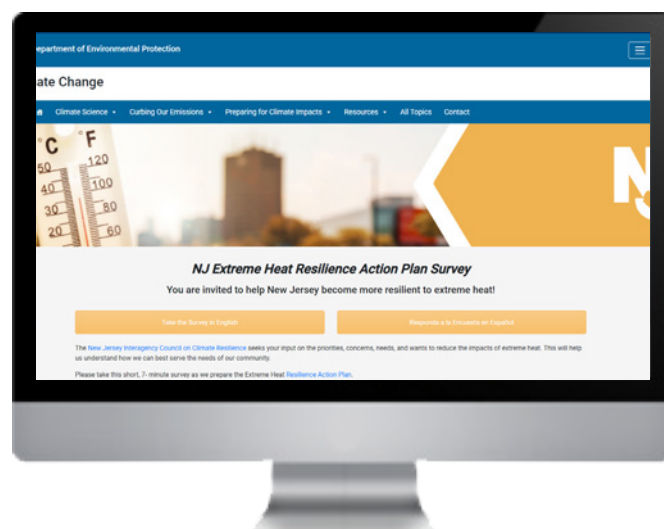 epartment of Environmental Protection
ate Change
Climate Science Curbing Our Emissions Preparing for Climate Impacts Resources All Topics Contact
°C °F
50 120
40 100
30 80
20 60
N
NJ Extreme Heat Resilience Action Plan Survey
You are invited to help New Jersey become more resilient to extreme heat!
Take the Survey in English Responda a la Encuesta en Español
The New Jersey Interagency Council on Climate Resilience seeks your input on the priorities, concerns, needs, and wants to reduce the impacts of extreme heat. This will help
us understand how we can best serve the needs of our community.
Please take this short, 7- minute survey as we prepare the Extreme Heat Resilience Action Plan.